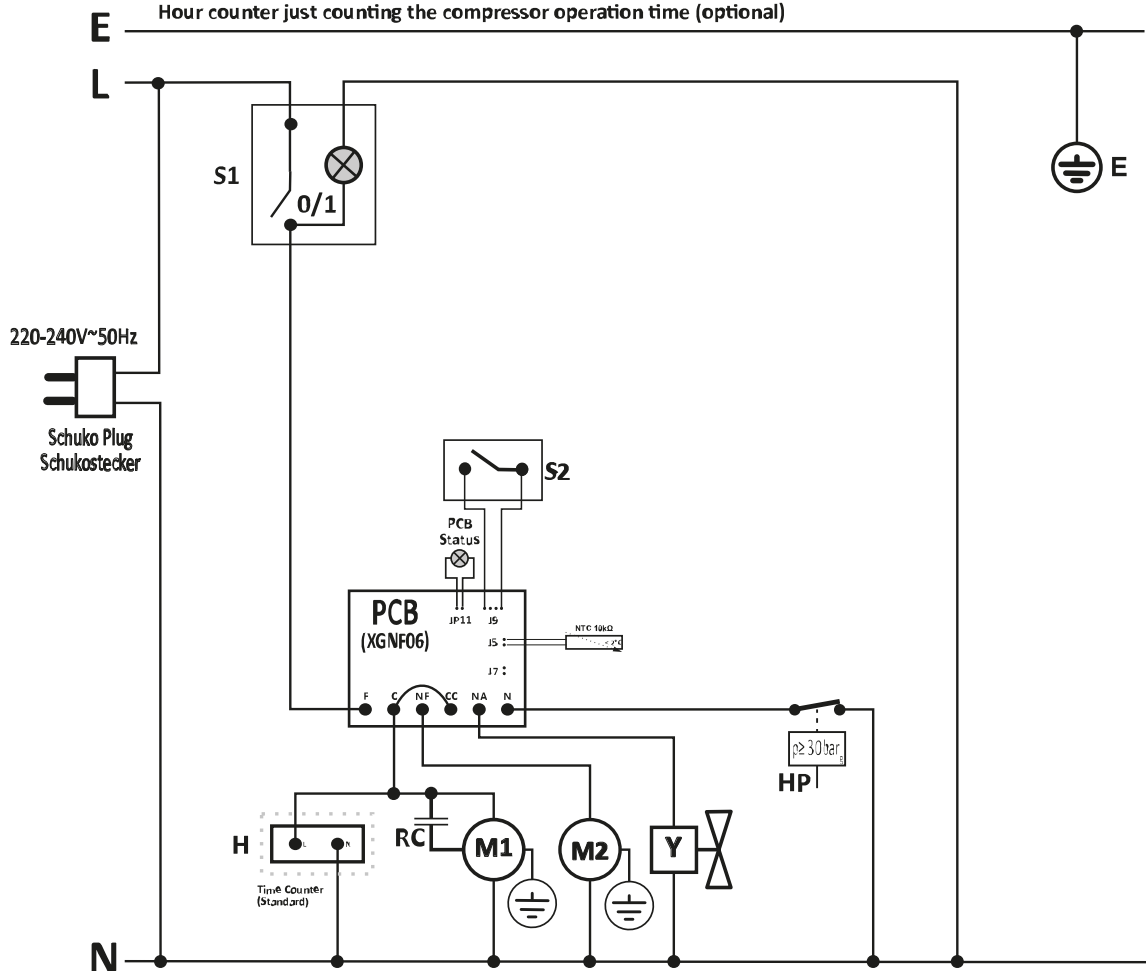 Hour counter just counting the compressor operation time (optional)
E
L
S1
0/1
E
220-240V~50Hz
Schuko Plug
Schukostecker
S2
PCB
Status
PCB
(XGNF06)
JP11
J9
J5
NTC 10kΩ
J7
F
C
NF
CC
NA
N
p≥30bar
HP
H
L
N
RC
M1
M2
Y
Time Counter
(Standard)
N